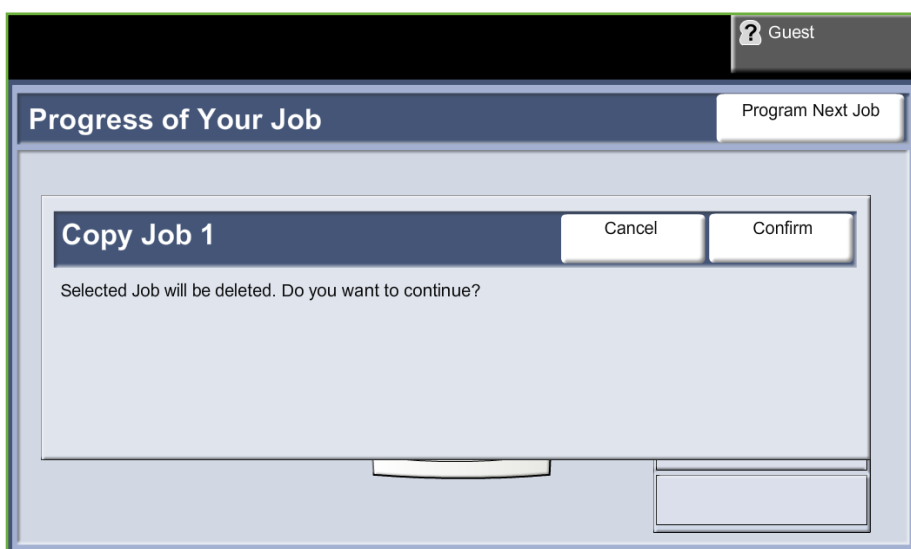 ? Guest
Progress of Your Job
Program Next Job
Copy Job 1
Cancel
Confirm
Selected Job will be deleted. Do you want to continue?